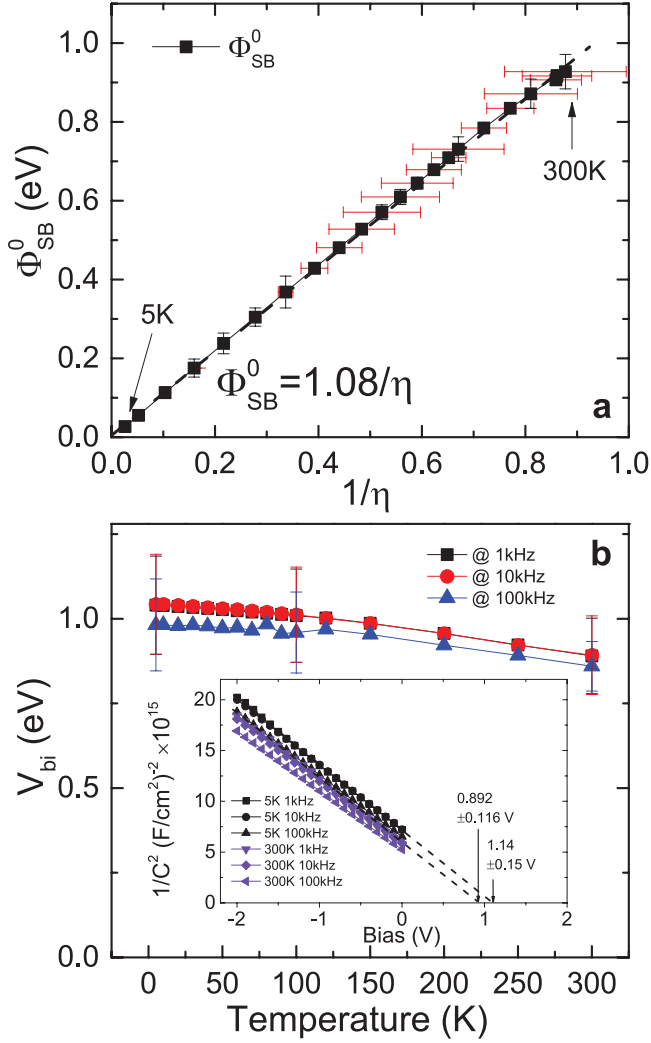 Φ⁰SB
a
300K
5K
Φ⁰SB=1.08/η
Φ⁰SB (eV)
1.0
0.8
0.6
0.4
0.2
0.0
0.0 0.2 0.4 0.6 0.8 1.0
1/η
b
@ 1kHz
@ 10kHz
@ 100kHz
Vbi (eV)
1.0
0.5
0.0
1/C² (F/cm²)⁻² ×10¹⁵
20
15
10
5
0
5K 1kHz
5K 10kHz
5K 100kHz
300K 1kHz
300K 10kHz
300K 100kHz
0.892
±0.116 V
1.14
±0.15 V
-2 -1 0 1 2
Bias (V)
0 50 100 150 200 250 300
Temperature (K)